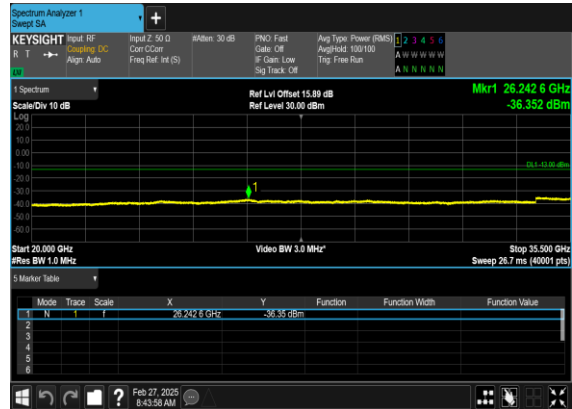 Spectrum Analyzer 1
Swept SA
+
KEYSIGHT
R T
Input: RF
Coupling: DC
Align: Auto
Input Z: 50 Ω
Corr CCorr
Freq Ref: Int (S)
#Atten: 30 dB
PNO: Fast
Gate: Off
IF Gain: Low
Sig Track: Off
Avg Type: Power (RMS)
Avg|Hold: 100/100
Trig: Free Run
1 2 3 4 5 6
A W W W W W
A N N N N N
1 Spectrum
Scale/Div 10 dB
Ref Lvl Offset 15.89 dB
Ref Level 30.00 dBm
Mkr1 26.242 6 GHz
-36.352 dBm
Log
20.0
10.0
0.00
-10.0
-20.0
-30.0
-40.0
-50.0
-60.0
DL1 -13.00 dBm
1
Start 20.000 GHz
#Res BW 1.0 MHz
Video BW 3.0 MHz*
Stop 35.500 GHz
Sweep 26.7 ms (40001 pts)
5 Marker Table
Mode Trace Scale X Y Function Function Width Function Value
1 N 1 f 26.242 6 GHz -36.35 dBm
2
3
4
5
6
?
Feb 27, 2025
8:43:58 AM